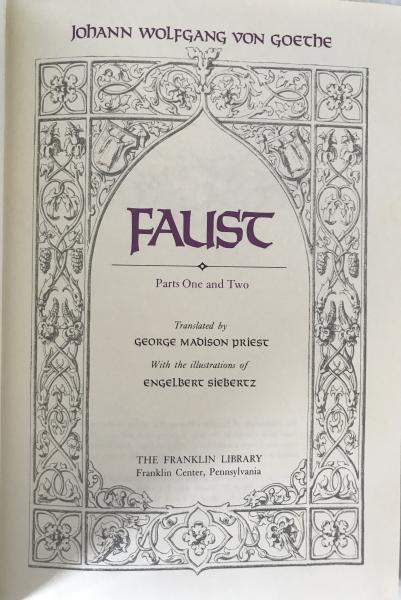 Johann Wolfgang von Goethe
FAUST
Parts One and Two
Translated by
George Madison Priest
With the illustrations of
Engelbert Siebertz
THE FRANKLIN LIBRARY
Franklin Center, Pennsylvania